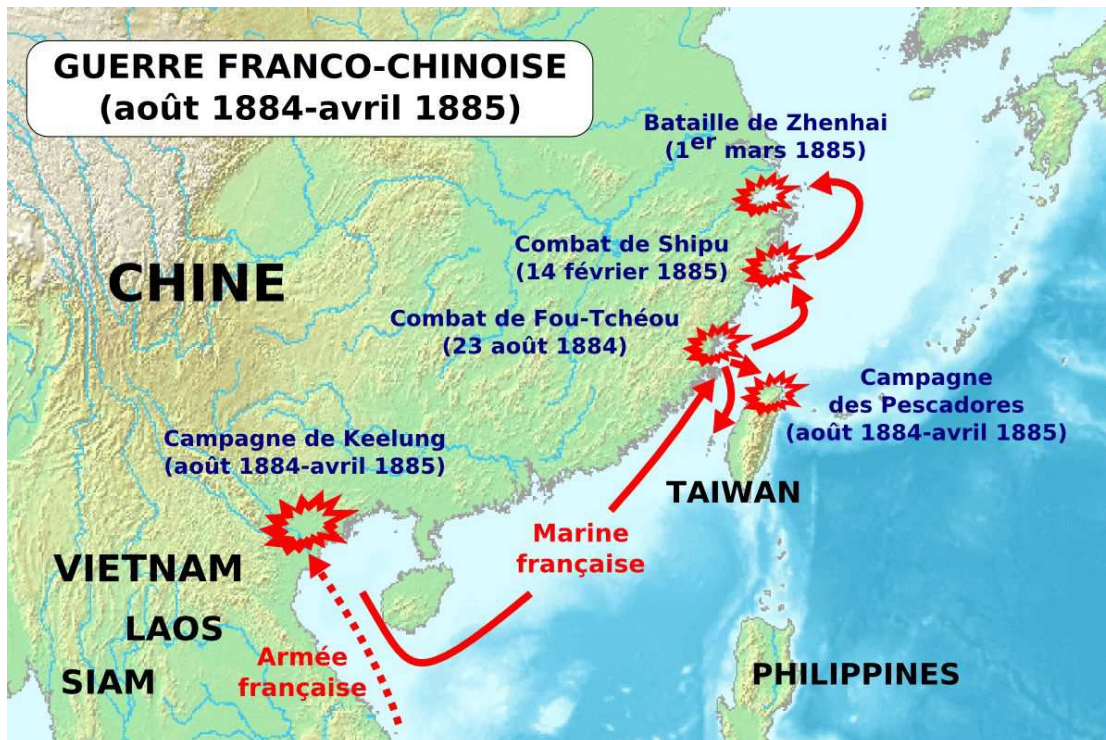 GUERRE FRANCO-CHINOISE
(août 1884-avril 1885)
Bataille de Zhenhai
(1er mars 1885)
Combat de Shipu
(14 février 1885)
CHINE
Combat de Fou-Tchéou
(23 août 1884)
Campagne
des Pescadores
(août 1884-avril 1885)
Campagne de Keelung
(août 1884-avril 1885)
TAIWAN
Marine
française
VIETNAM
LAOS
SIAM
Armée
française
PHILIPPINES